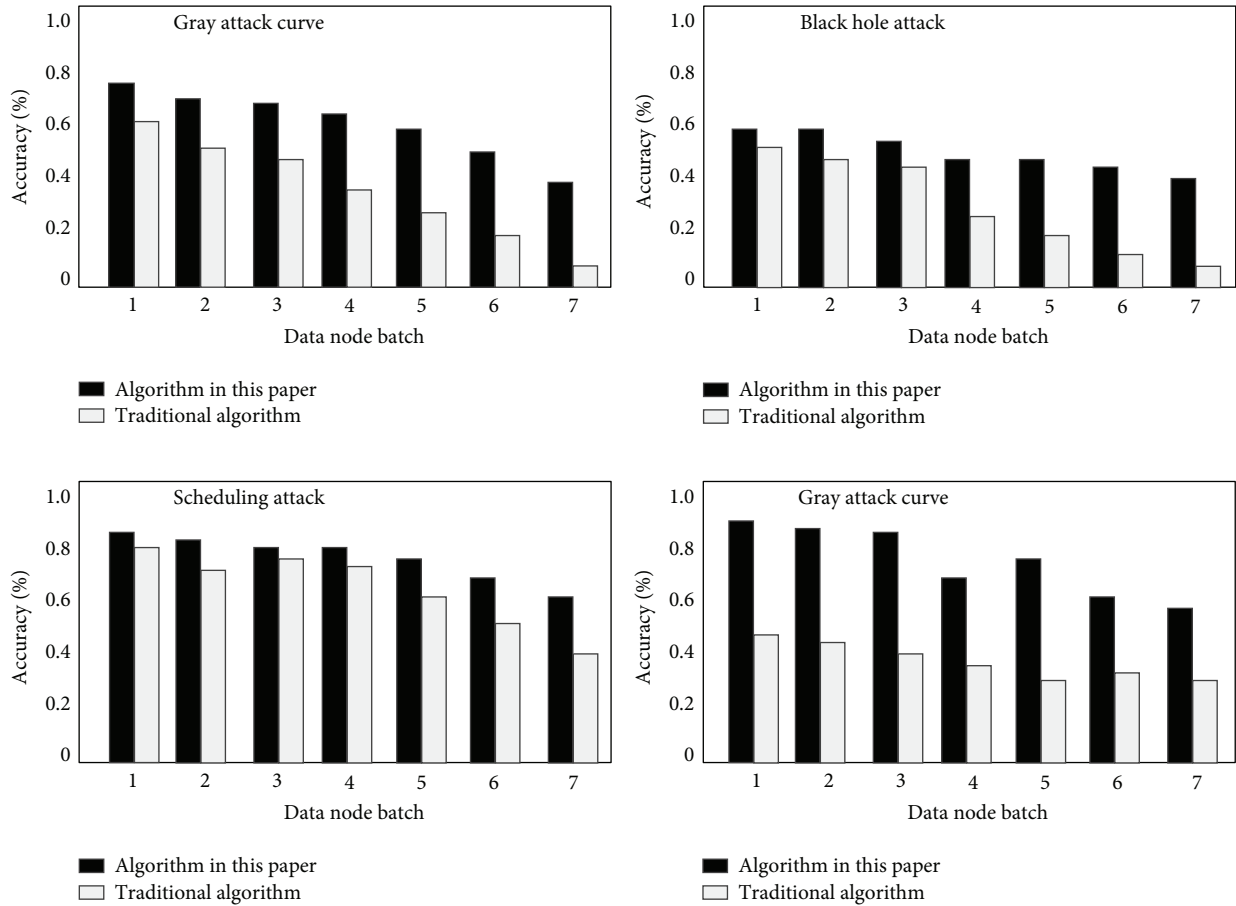 Gray attack curve
Accuracy (%)
1.0
0.8
0.6
0.4
0.2
0
1 2 3 4 5 6 7
Data node batch
Algorithm in this paper
Traditional algorithm
Black hole attack
Accuracy (%)
1.0
0.8
0.6
0.4
0.2
0
1 2 3 4 5 6 7
Data node batch
Algorithm in this paper
Traditional algorithm
Scheduling attack
Accuracy (%)
1.0
0.8
0.6
0.4
0.2
0
1 2 3 4 5 6 7
Data node batch
Algorithm in this paper
Traditional algorithm
Gray attack curve
Accuracy (%)
1.0
0.8
0.6
0.4
0.2
0
1 2 3 4 5 6 7
Data node batch
Algorithm in this paper
Traditional algorithm